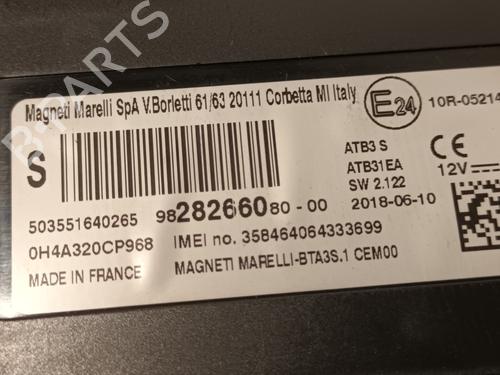 B-PARTS
Magneti Marelli SpA V.Borletti 61/63 20111 Corbetta MI Italy
E24
10R-05214
S
ATB3 S
ATB31EA
SW 2.122
2018-06-10
CE
12V
503551640265
9828266080-00
0H4A320CP968
IMEI no. 358464064333699
MADE IN FRANCE
MAGNETI MARELLI-BTA3S.1 CEM00